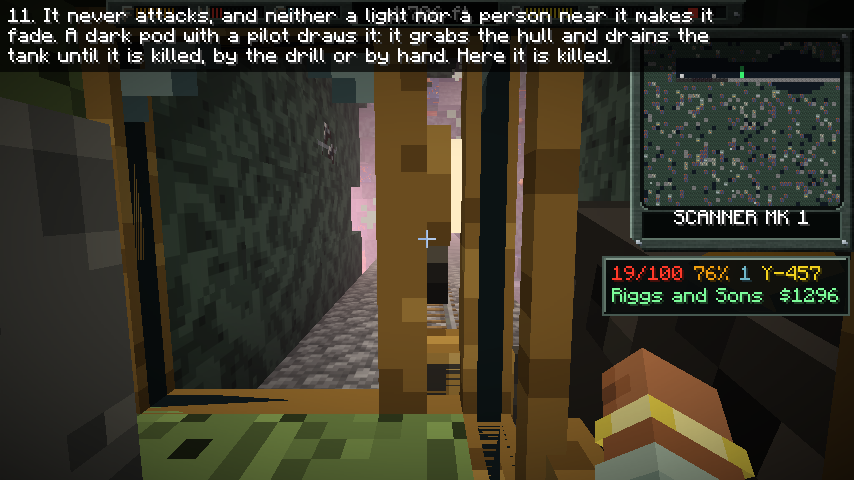 11. It never attacks, and neither a light nor a person near it makes it
fade. A dark pod with a pilot draws it: it grabs the hull and drains the
tank until it is killed, by the drill or by hand. Here it is killed.
SCANNER MK 1
19/100 76% 1 Y-457
Riggs and Sons $1296